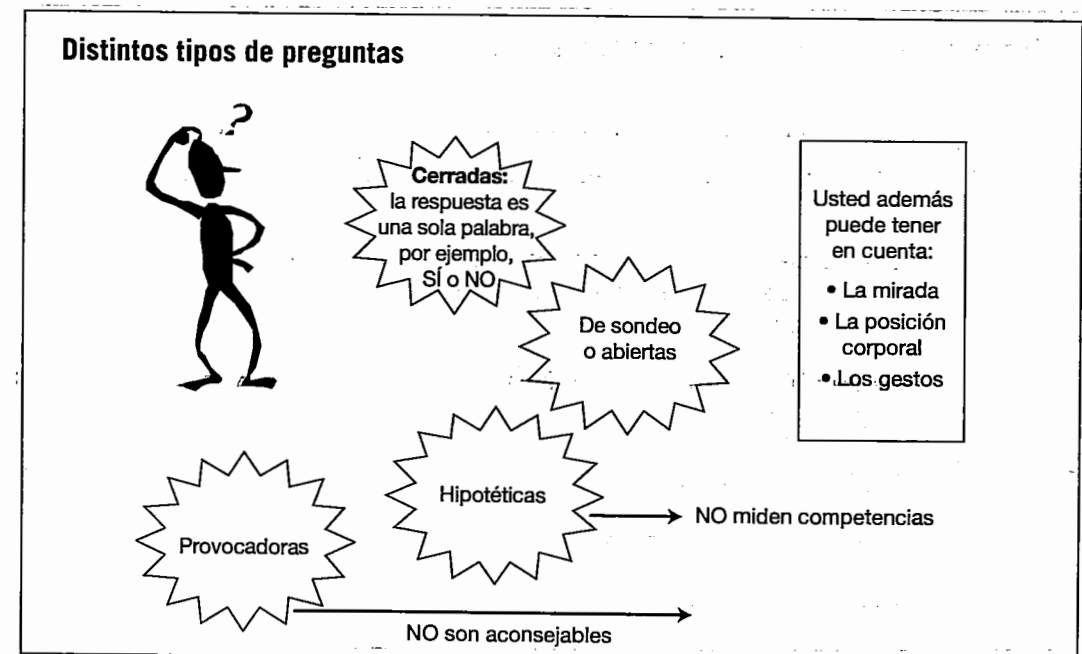 Distintos tipos de preguntas
?
Cerradas:
la respuesta es
una sola palabra,
por ejemplo,
SÍ o NO
De sondeo
o abiertas
Usted además
puede tener
en cuenta:
• La mirada
• La posición
corporal
• Los gestos
Hipotéticas
NO miden competencias
Provocadoras
NO son aconsejables